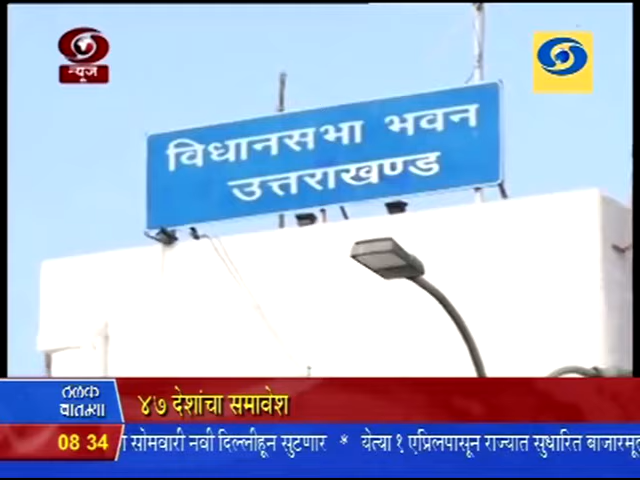 न्यूज़
विधानसभा भवन
उत्तराखण्ड
ठळक
बातम्या
४७ देशांचा समावेश
08 34
सोमवारी नवी दिल्लीहून सुटणार * येत्या १ एप्रिलपासून राज्यात सुधारित बाजारमू